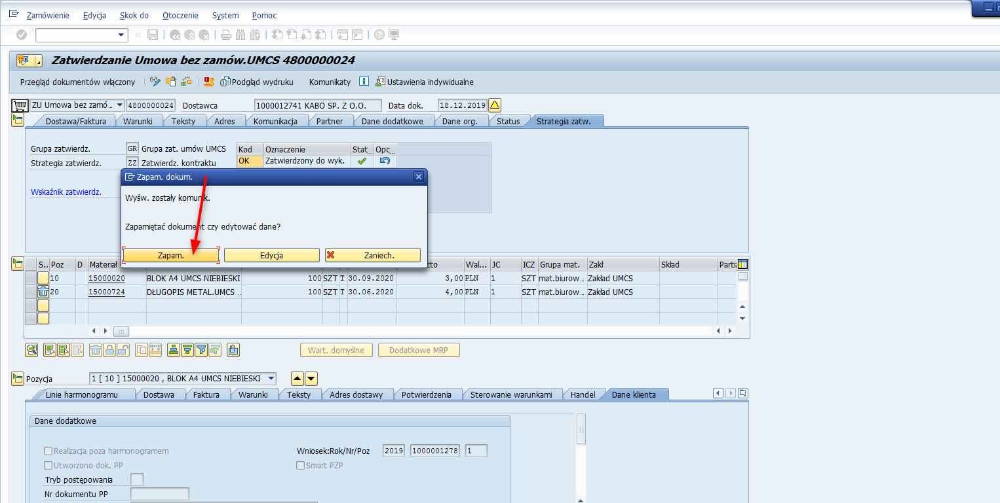 Zamówienie Edycja Skok do Otoczenie System Pomoc
Zatwierdzanie Umowa bez zamów.UMCS 4800000024
Przegląd dokumentów włączony Podgląd wydruku Komunikaty Ustawienia indywidualne
ZU Umowa bez zamó... 4800000024 Dostawca 1000012741 KABO SP. Z O.O. Data dok. 18.12.2019
Dostawa/Faktura Warunki Teksty Adres Komunikacja Partner Dane dodatkowe Dane org. Status Strategia zatw.
Grupa zatwierdz. GR Grupa zat. umów UMCS Kod Oznaczenie Stat... Opc...
Strategia zatwierdz. ZZ Zatwierdz. kontraktu OK Zatwierdzony do wyk.
Zapam. dokum.
Wskaźnik zatwierdz.
Wyśw. zostały komunik.
Zapamiętać dokument czy edytować dane?
Zapam. Edycja Zaniech.
S.. Poz D Materiał tto Wal... JC ICZ Grupa mat. Zakł Skład Partia
10 15000020 BLOK A4 UMCS NIEBIESKI 100 SZT T 30.09.2020 3,00 PLN 1 SZT mat.biurow... Zakład UMCS
20 15000724 DŁUGOPIS METAL.UMCS .. 100 SZT T 30.06.2020 4,00 PLN 1 SZT mat.biurow... Zakład UMCS
Wart. domyślne Dodatkowe MRP
Pozycja 1 [ 10 ] 15000020 , BLOK A4 UMCS NIEBIESKI
Linie harmonogramu Dostawa Faktura Warunki Teksty Adres dostawy Potwierdzenia Sterowanie warunkami Handel Dane klienta
Dane dodatkowe
Realizacja poza harmonogramem Wniosek:Rok/Nr/Poz 2019 1000001278 1
Utworzono dok. PP Smart PZP
Tryb postępowania
Nr dokumentu PP